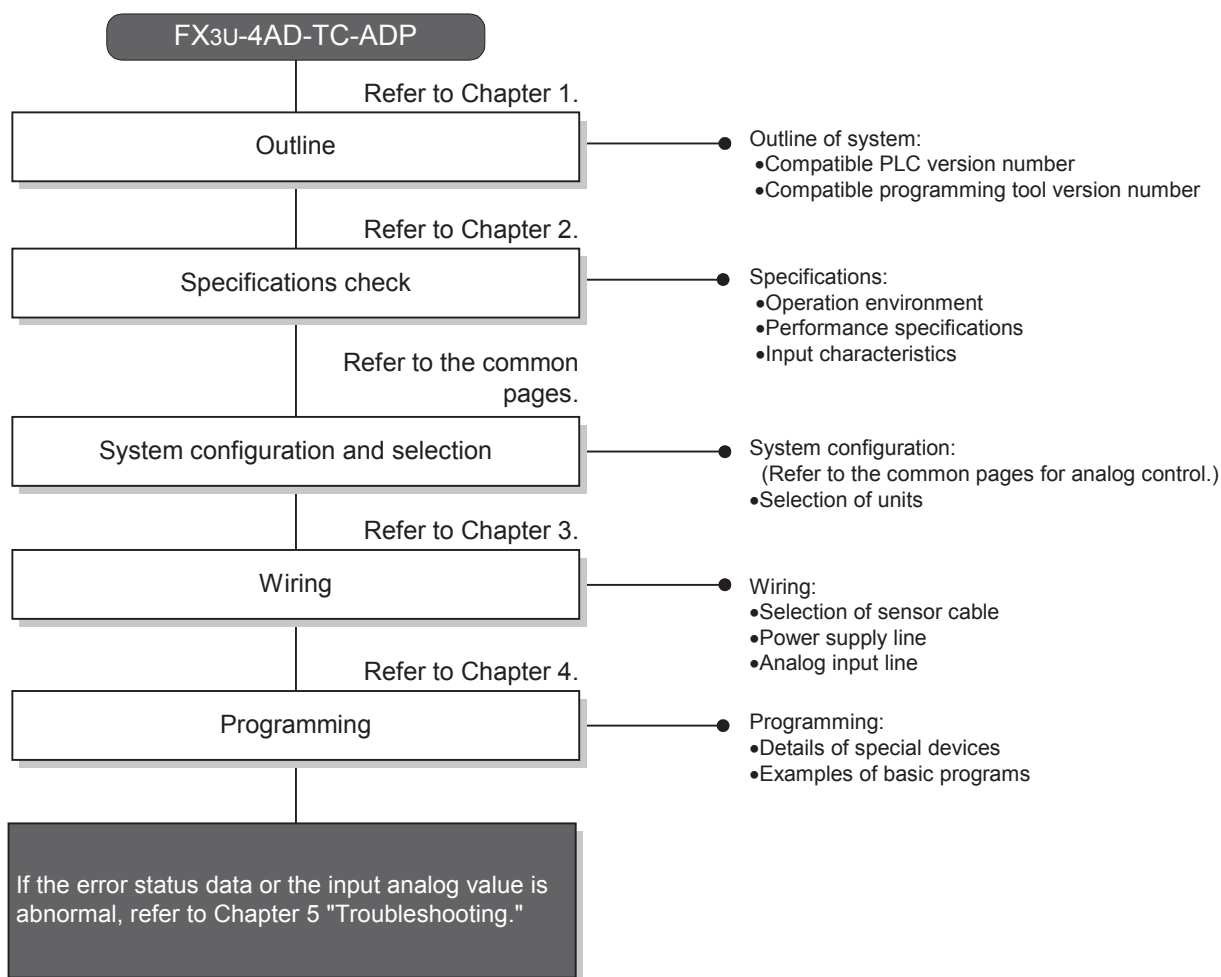 FX3U-4AD-TC-ADP
Refer to Chapter 1.
Outline
Outline of system:
•Compatible PLC version number
•Compatible programming tool version number
Refer to Chapter 2.
Specifications check
Specifications:
•Operation environment
•Performance specifications
•Input characteristics
Refer to the common
pages.
System configuration and selection
System configuration:
(Refer to the common pages for analog control.)
•Selection of units
Refer to Chapter 3.
Wiring
Wiring:
•Selection of sensor cable
•Power supply line
•Analog input line
Refer to Chapter 4.
Programming
Programming:
•Details of special devices
•Examples of basic programs
If the error status data or the input analog value is
abnormal, refer to Chapter 5 "Troubleshooting."